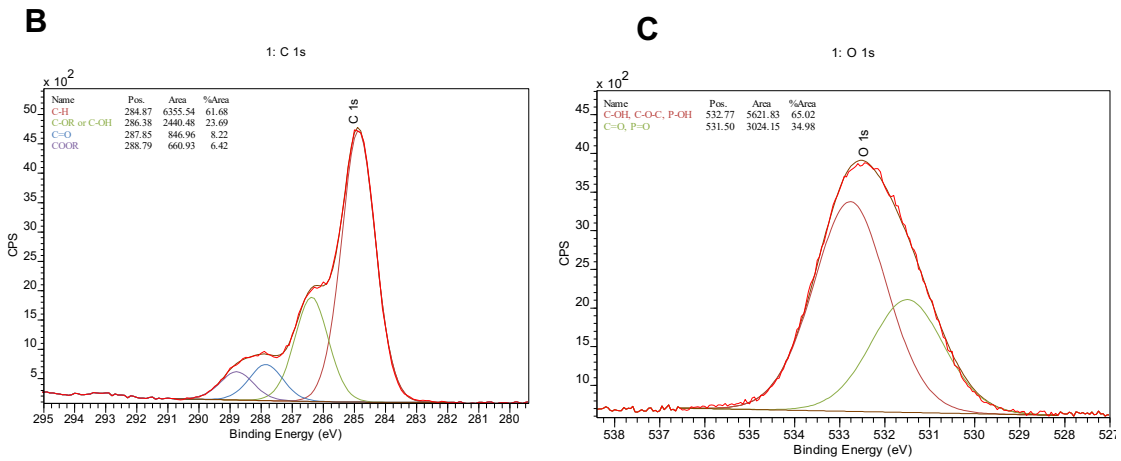 B
1: C 1s
x 10²
Name Pos. Area %Area
C-H 284.87 6355.54 61.68
C-OR or C-OH 286.38 2440.48 23.69
C=O 287.85 846.96 8.22
COOR 288.79 660.93 6.42
C 1s
50
45
40
35
30
25
20
15
10
5
CPS
295 294 293 292 291 290 289 288 287 286 285 284 283 282 281 280
Binding Energy (eV)
C
1: O 1s
x 10²
Name Pos. Area %Area
C-OH, C-O-C, P-OH 532.77 5621.83 65.02
C=O, P=O 531.50 3024.15 34.98
O 1s
40
35
30
25
20
15
10
CPS
538 537 536 535 534 533 532 531 530 529 528 527
Binding Energy (eV)